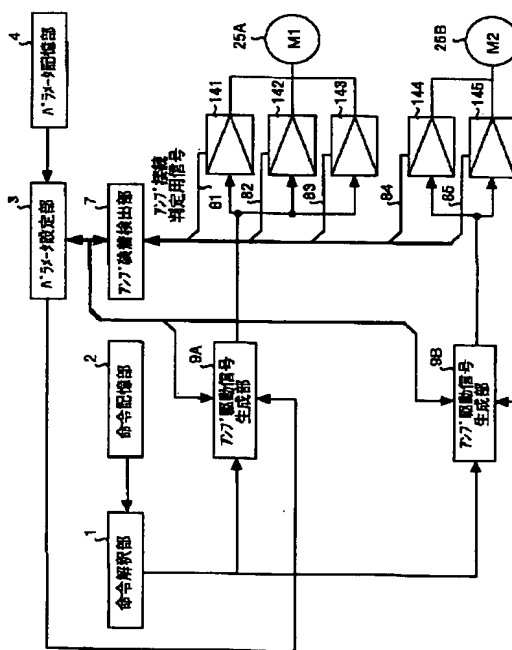 4
パラメータ記憶部
3
パラメータ設定部
7
アンプ装着検出部
2
命令記憶部
1
命令解釈部
アンプ接続
判定用信号
81
82
83
84
85
141
142
143
144
145
25A
M1
25B
M2
9A
アンプ駆動信号
生成部
9B
アンプ駆動信号
生成部